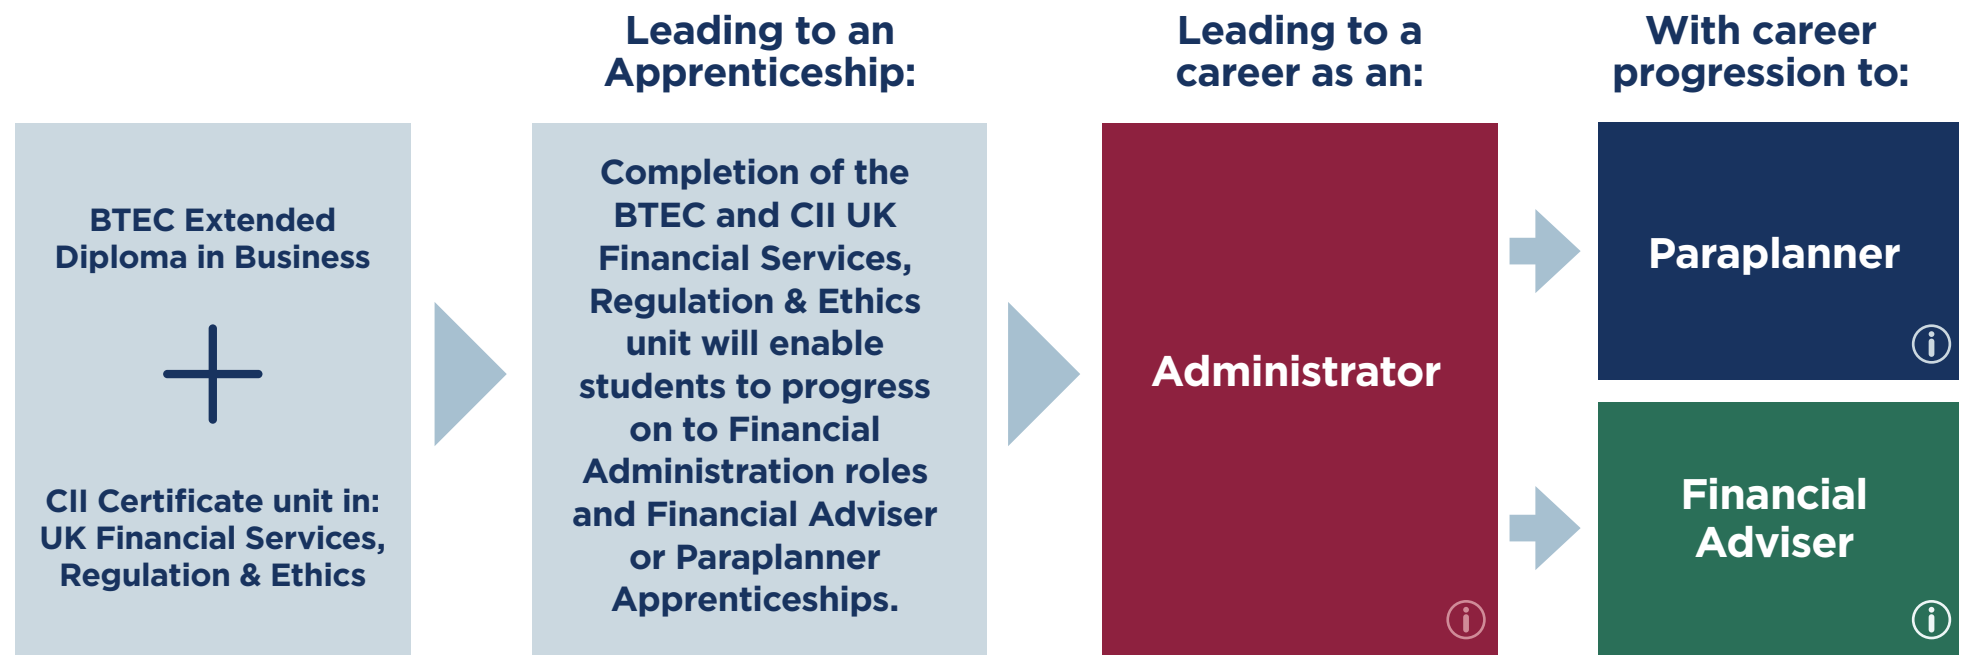 Leading to an
Apprenticeship:
Leading to a
career as an:
With career
progression to:
BTEC Extended
Diploma in Business
CII Certificate unit in:
UK Financial Services,
Regulation & Ethics
Completion of the
BTEC and CII UK
Financial Services,
Regulation & Ethics
unit will enable
students to progress
on to Financial
Administration roles
and Financial Adviser
or Paraplanner
Apprenticeships.
Administrator
i
Paraplanner
i
Financial
Adviser
i